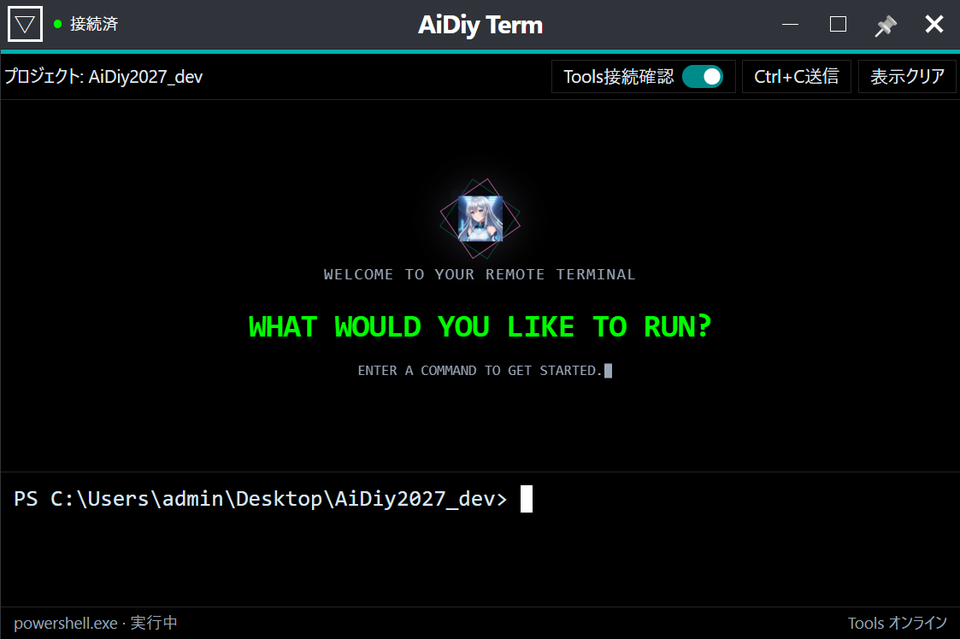 接続済
AiDiy Term
プロジェクト: AiDiy2027_dev
Tools接続確認
Ctrl+C送信
表示クリア
WELCOME TO YOUR REMOTE TERMINAL
WHAT WOULD YOU LIKE TO RUN?
ENTER A COMMAND TO GET STARTED.
PS C:\Users\admin\Desktop\AiDiy2027_dev>
powershell.exe · 実行中
Tools オンライン